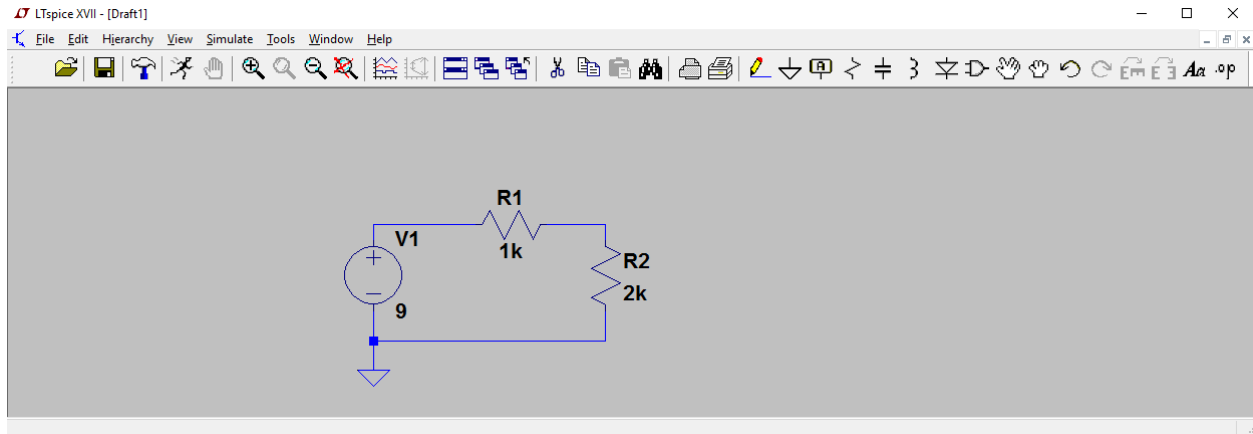 LTspice XVII - [Draft1]
File Edit Hierarchy View Simulate Tools Window Help
A Aa .op
R1
V1
1k
R2
2k
9